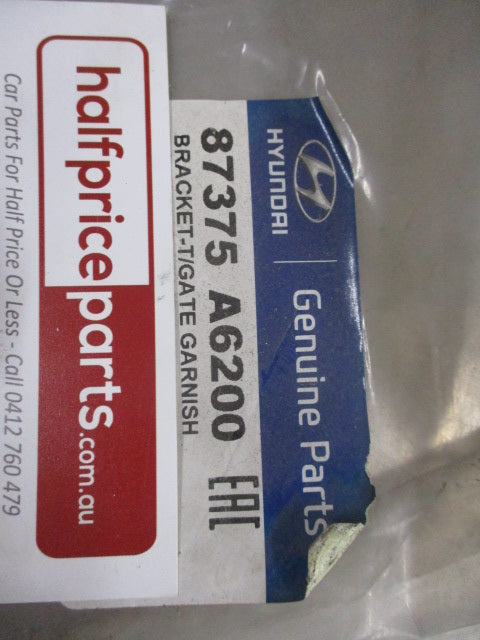 HYUNDAI | Genuine Parts
87375 A6200 EAC
BRACKET-T/GATE GARNISH
halfpriceparts.com.au
Car Parts For Half Price Or Less - Call 0412 760 479